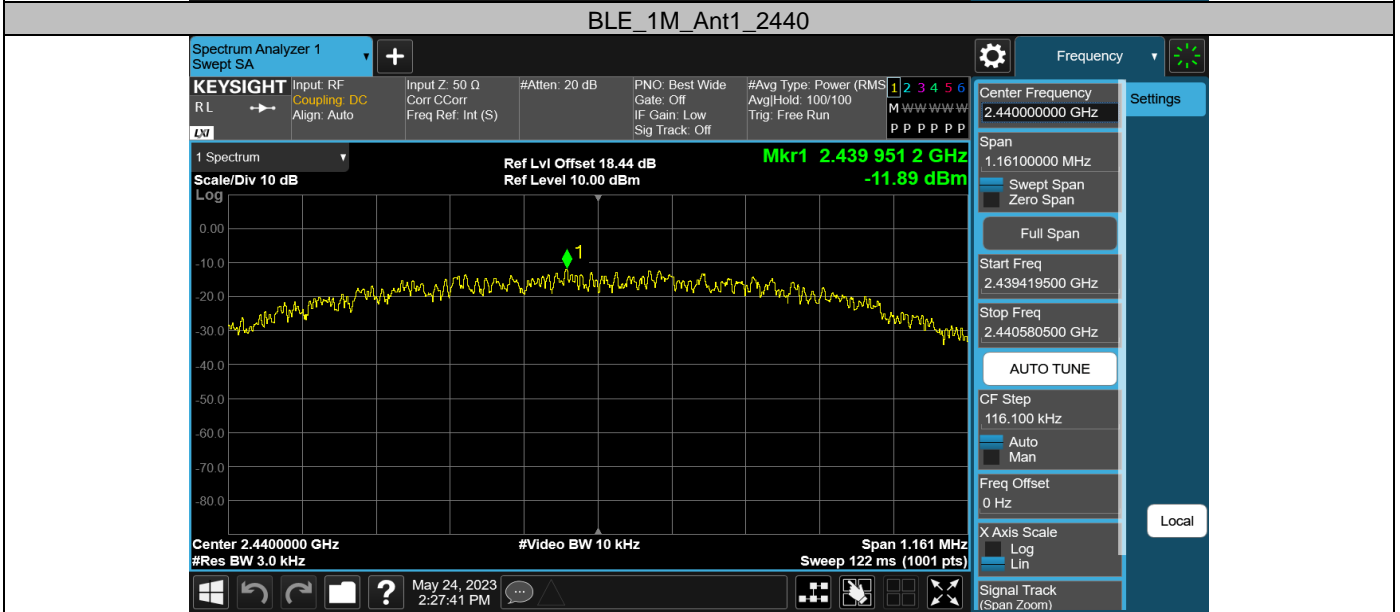 BLE_1M_Ant1_2440
Spectrum Analyzer 1
Swept SA
+
Frequency
KEYSIGHT
R L
LXI
Input: RF
Coupling: DC
Align: Auto
Input Z: 50 Ω
Corr CCorr
Freq Ref: Int (S)
#Atten: 20 dB
PNO: Best Wide
Gate: Off
IF Gain: Low
Sig Track: Off
#Avg Type: Power (RMS
Avg|Hold: 100/100
Trig: Free Run
1 2 3 4 5 6
M W W W W W
P P P P P P
1 Spectrum
Scale/Div 10 dB
Ref Lvl Offset 18.44 dB
Ref Level 10.00 dBm
Mkr1 2.439 951 2 GHz
-11.89 dBm
Log
0.00
-10.0
-20.0
-30.0
-40.0
-50.0
-60.0
-70.0
-80.0
1
Center 2.4400000 GHz
#Res BW 3.0 kHz
#Video BW 10 kHz
Span 1.161 MHz
Sweep 122 ms (1001 pts)
Center Frequency
2.440000000 GHz
Settings
Span
1.16100000 MHz
Swept Span
Zero Span
Full Span
Start Freq
2.439419500 GHz
Stop Freq
2.440580500 GHz
AUTO TUNE
CF Step
116.100 kHz
Auto
Man
Freq Offset
0 Hz
X Axis Scale
Log
Lin
Signal Track
(Span Zoom)
Local
?
May 24, 2023
2:27:41 PM